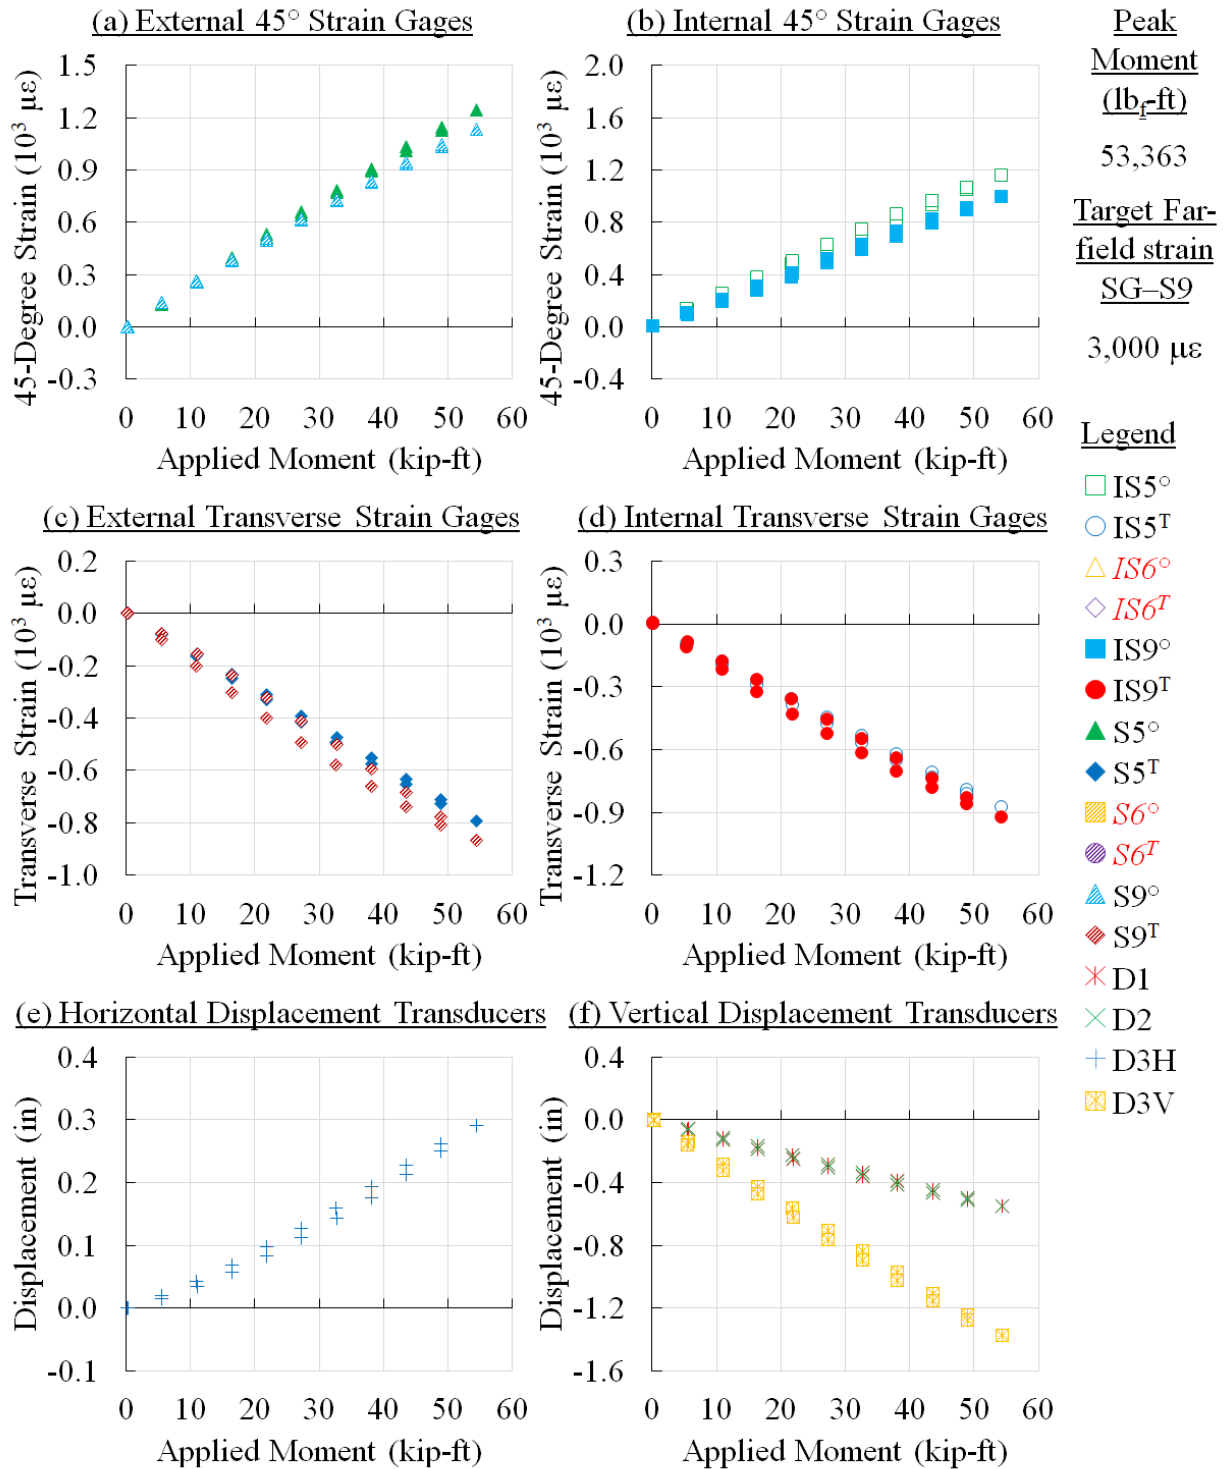 (a) External 45° Strain Gages
1.5
1.2
0.9
0.6
0.3
0.0
-0.3
45-Degree Strain (10³ με)
0 10 20 30 40 50 60
Applied Moment (kip-ft)
(b) Internal 45° Strain Gages
2.0
1.6
1.2
0.8
0.4
0.0
-0.4
45-Degree Strain (10³ με)
0 10 20 30 40 50 60
Applied Moment (kip-ft)
(c) External Transverse Strain Gages
0.2
0.0
-0.2
-0.4
-0.6
-0.8
-1.0
Transverse Strain (10³ με)
0 10 20 30 40 50 60
Applied Moment (kip-ft)
(d) Internal Transverse Strain Gages
0.3
0.0
-0.3
-0.6
-0.9
-1.2
Transverse Strain (10³ με)
0 10 20 30 40 50 60
Applied Moment (kip-ft)
(e) Horizontal Displacement Transducers
0.4
0.3
0.2
0.1
0.0
-0.1
Displacement (in)
0 10 20 30 40 50 60
Applied Moment (kip-ft)
(f) Vertical Displacement Transducers
0.4
0.0
-0.4
-0.8
-1.2
-1.6
Displacement (in)
0 10 20 30 40 50 60
Applied Moment (kip-ft)
Peak
Moment
(lb_f-ft)
53,363
Target Far-
field strain
SG–S9
3,000 με
Legend
IS5°
IS5ᵀ
IS6°
IS6ᵀ
IS9°
IS9ᵀ
S5°
S5ᵀ
S6°
S6ᵀ
S9°
S9ᵀ
D1
D2
D3H
D3V